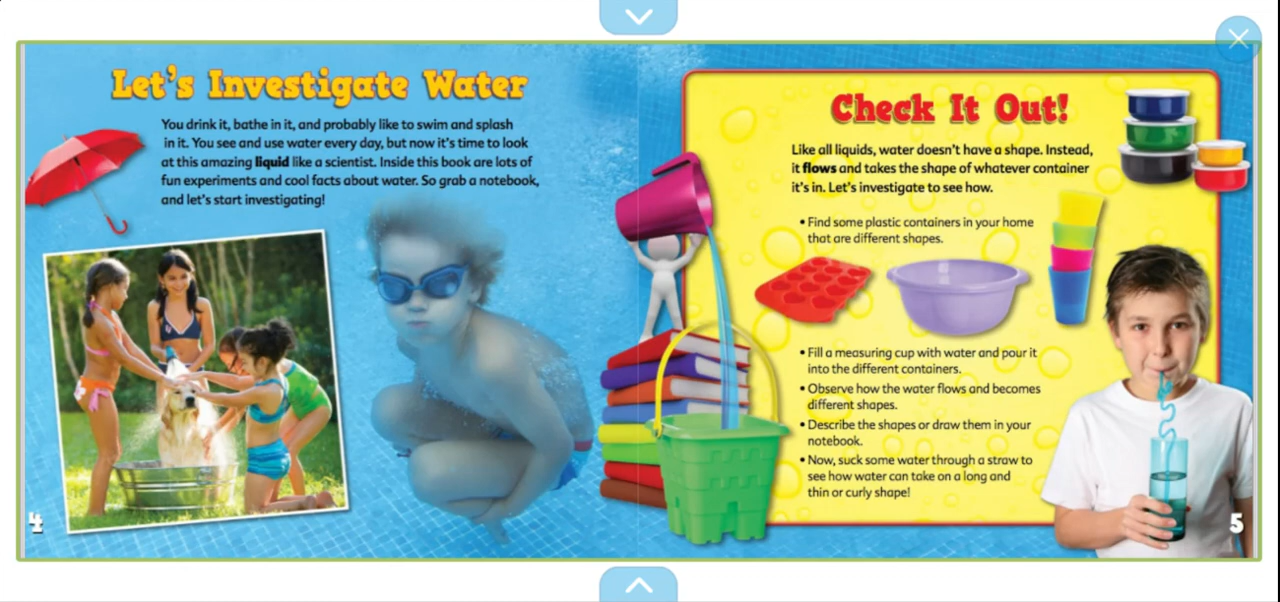 Let's Investigate Water
You drink it, bathe in it, and probably like to swim and splash
in it. You see and use water every day, but now it's time to look
at this amazing liquid like a scientist. Inside this book are lots of
fun experiments and cool facts about water. So grab a notebook,
and let's start investigating!
4
Check It Out!
Like all liquids, water doesn't have a shape. Instead,
it flows and takes the shape of whatever container
it's in. Let's investigate to see how.
• Find some plastic containers in your home
that are different shapes.
• Fill a measuring cup with water and pour it
into the different containers.
• Observe how the water flows and becomes
different shapes.
• Describe the shapes or draw them in your
notebook.
• Now, suck some water through a straw to
see how water can take on a long and
thin or curly shape!
5